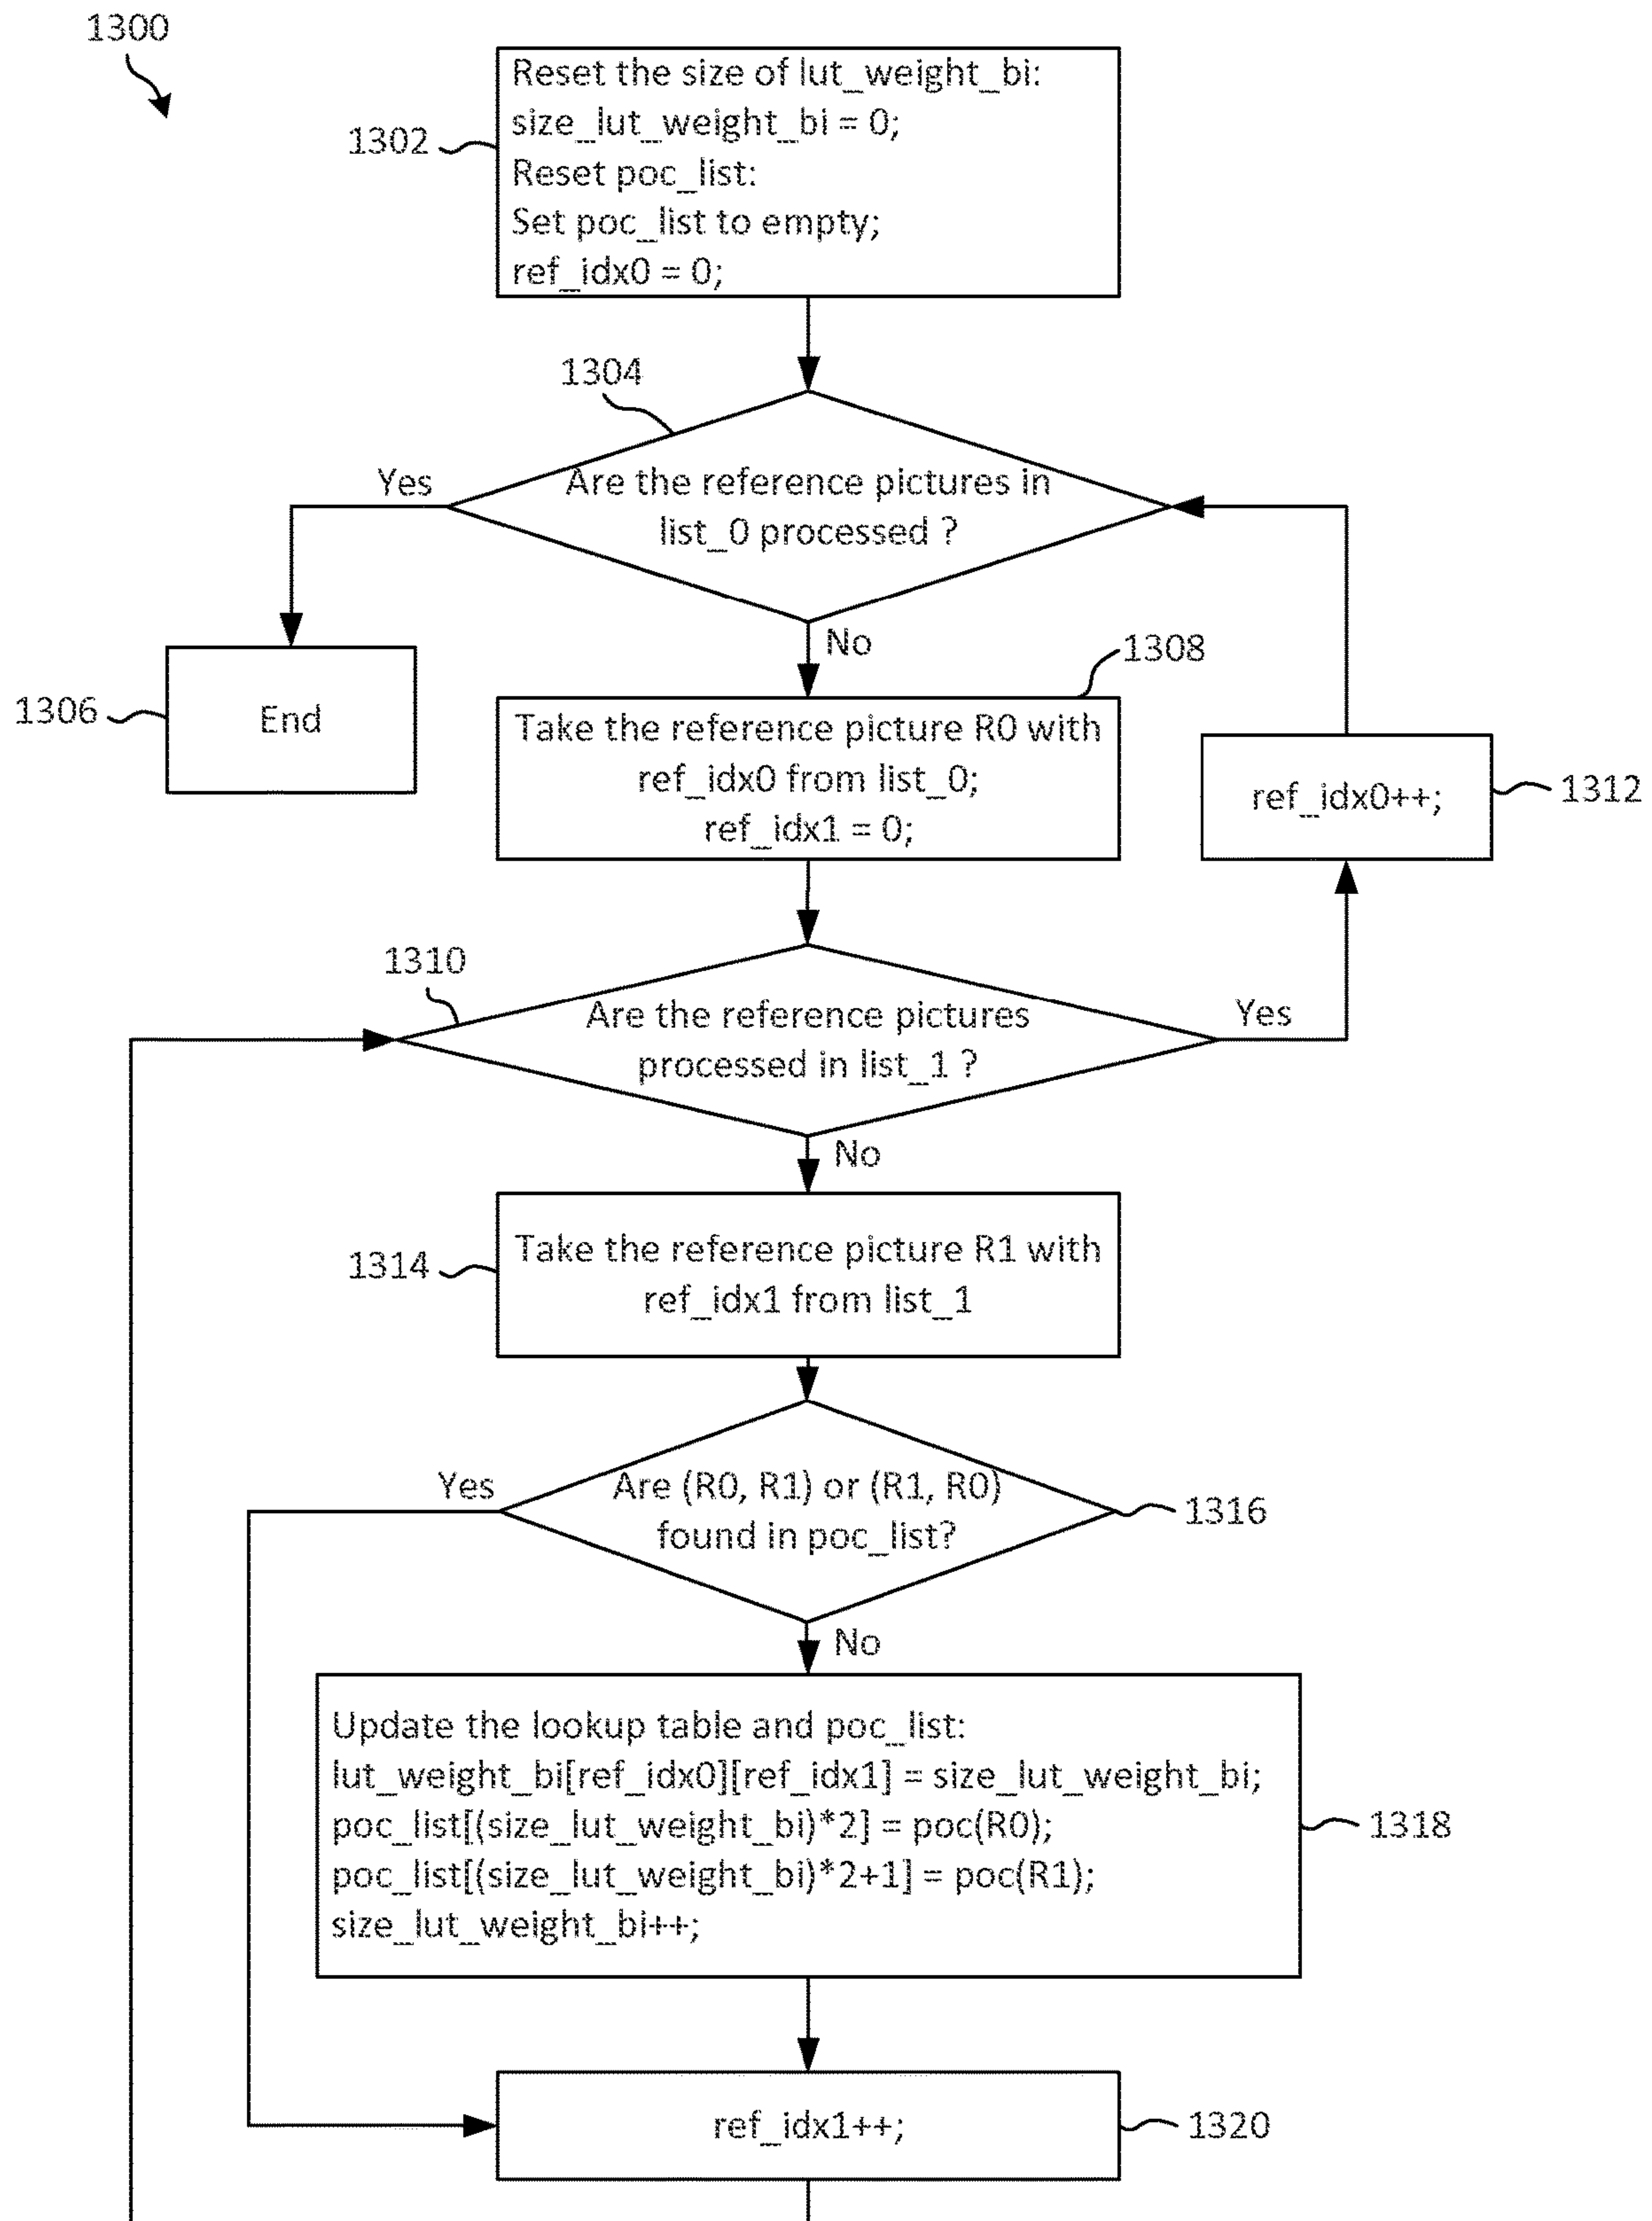 1300
Reset the size of lut_weight_bi:
size_lut_weight_bi = 0;
Reset poc_list:
Set poc_list to empty;
ref_idx0 = 0;
1302
1304
Yes
Are the reference pictures in
list_0 processed ?
No
1306
End
1308
Take the reference picture R0 with
ref_idx0 from list_0;
ref_idx1 = 0;
ref_idx0++;
1312
1310
Are the reference pictures
processed in list_1 ?
Yes
No
1314
Take the reference picture R1 with
ref_idx1 from list_1
Yes
Are (R0, R1) or (R1, R0)
found in poc_list?
1316
No
Update the lookup table and poc_list:
lut_weight_bi[ref_idx0][ref_idx1] = size_lut_weight_bi;
poc_list[(size_lut_weight_bi)*2] = poc(R0);
poc_list[(size_lut_weight_bi)*2+1] = poc(R1);
size_lut_weight_bi++;
1318
ref_idx1++;
1320